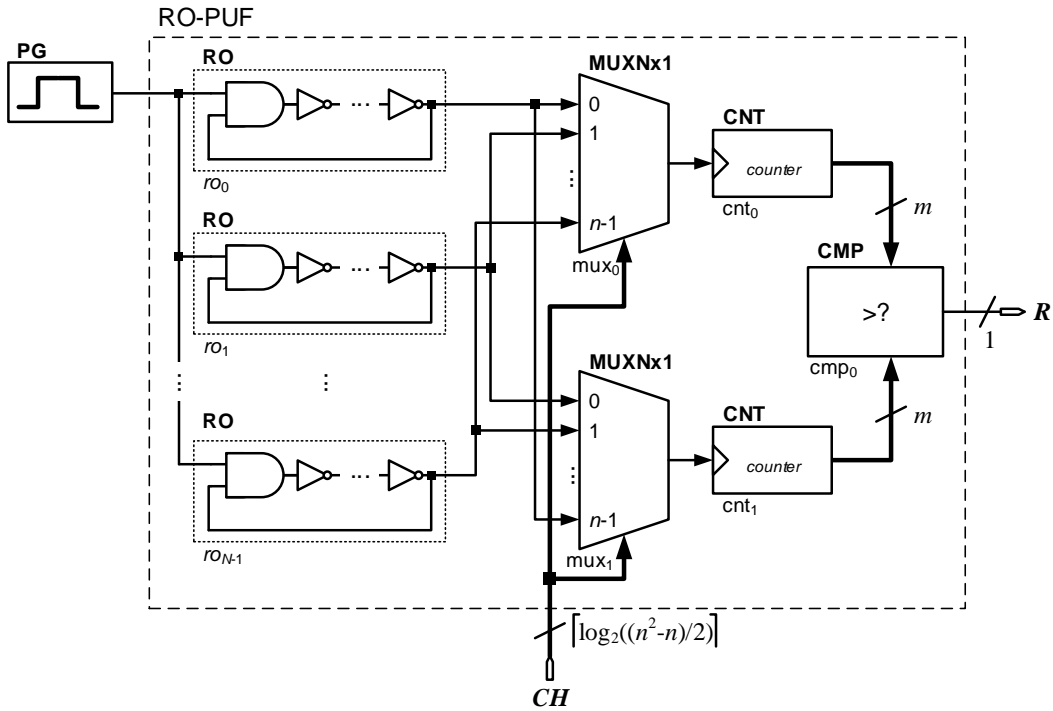 RO-PUF
PG
RO
...
ro0
RO
...
ro1
...
...
RO
...
roN-1
MUXNx1
0
1
...
n-1
mux0
MUXNx1
0
1
...
n-1
mux1
CNT
counter
cnt0
m
CMP
>?
cmp0
R
1
m
CNT
counter
cnt1
⌈log2((n²-n)/2)⌉
CH